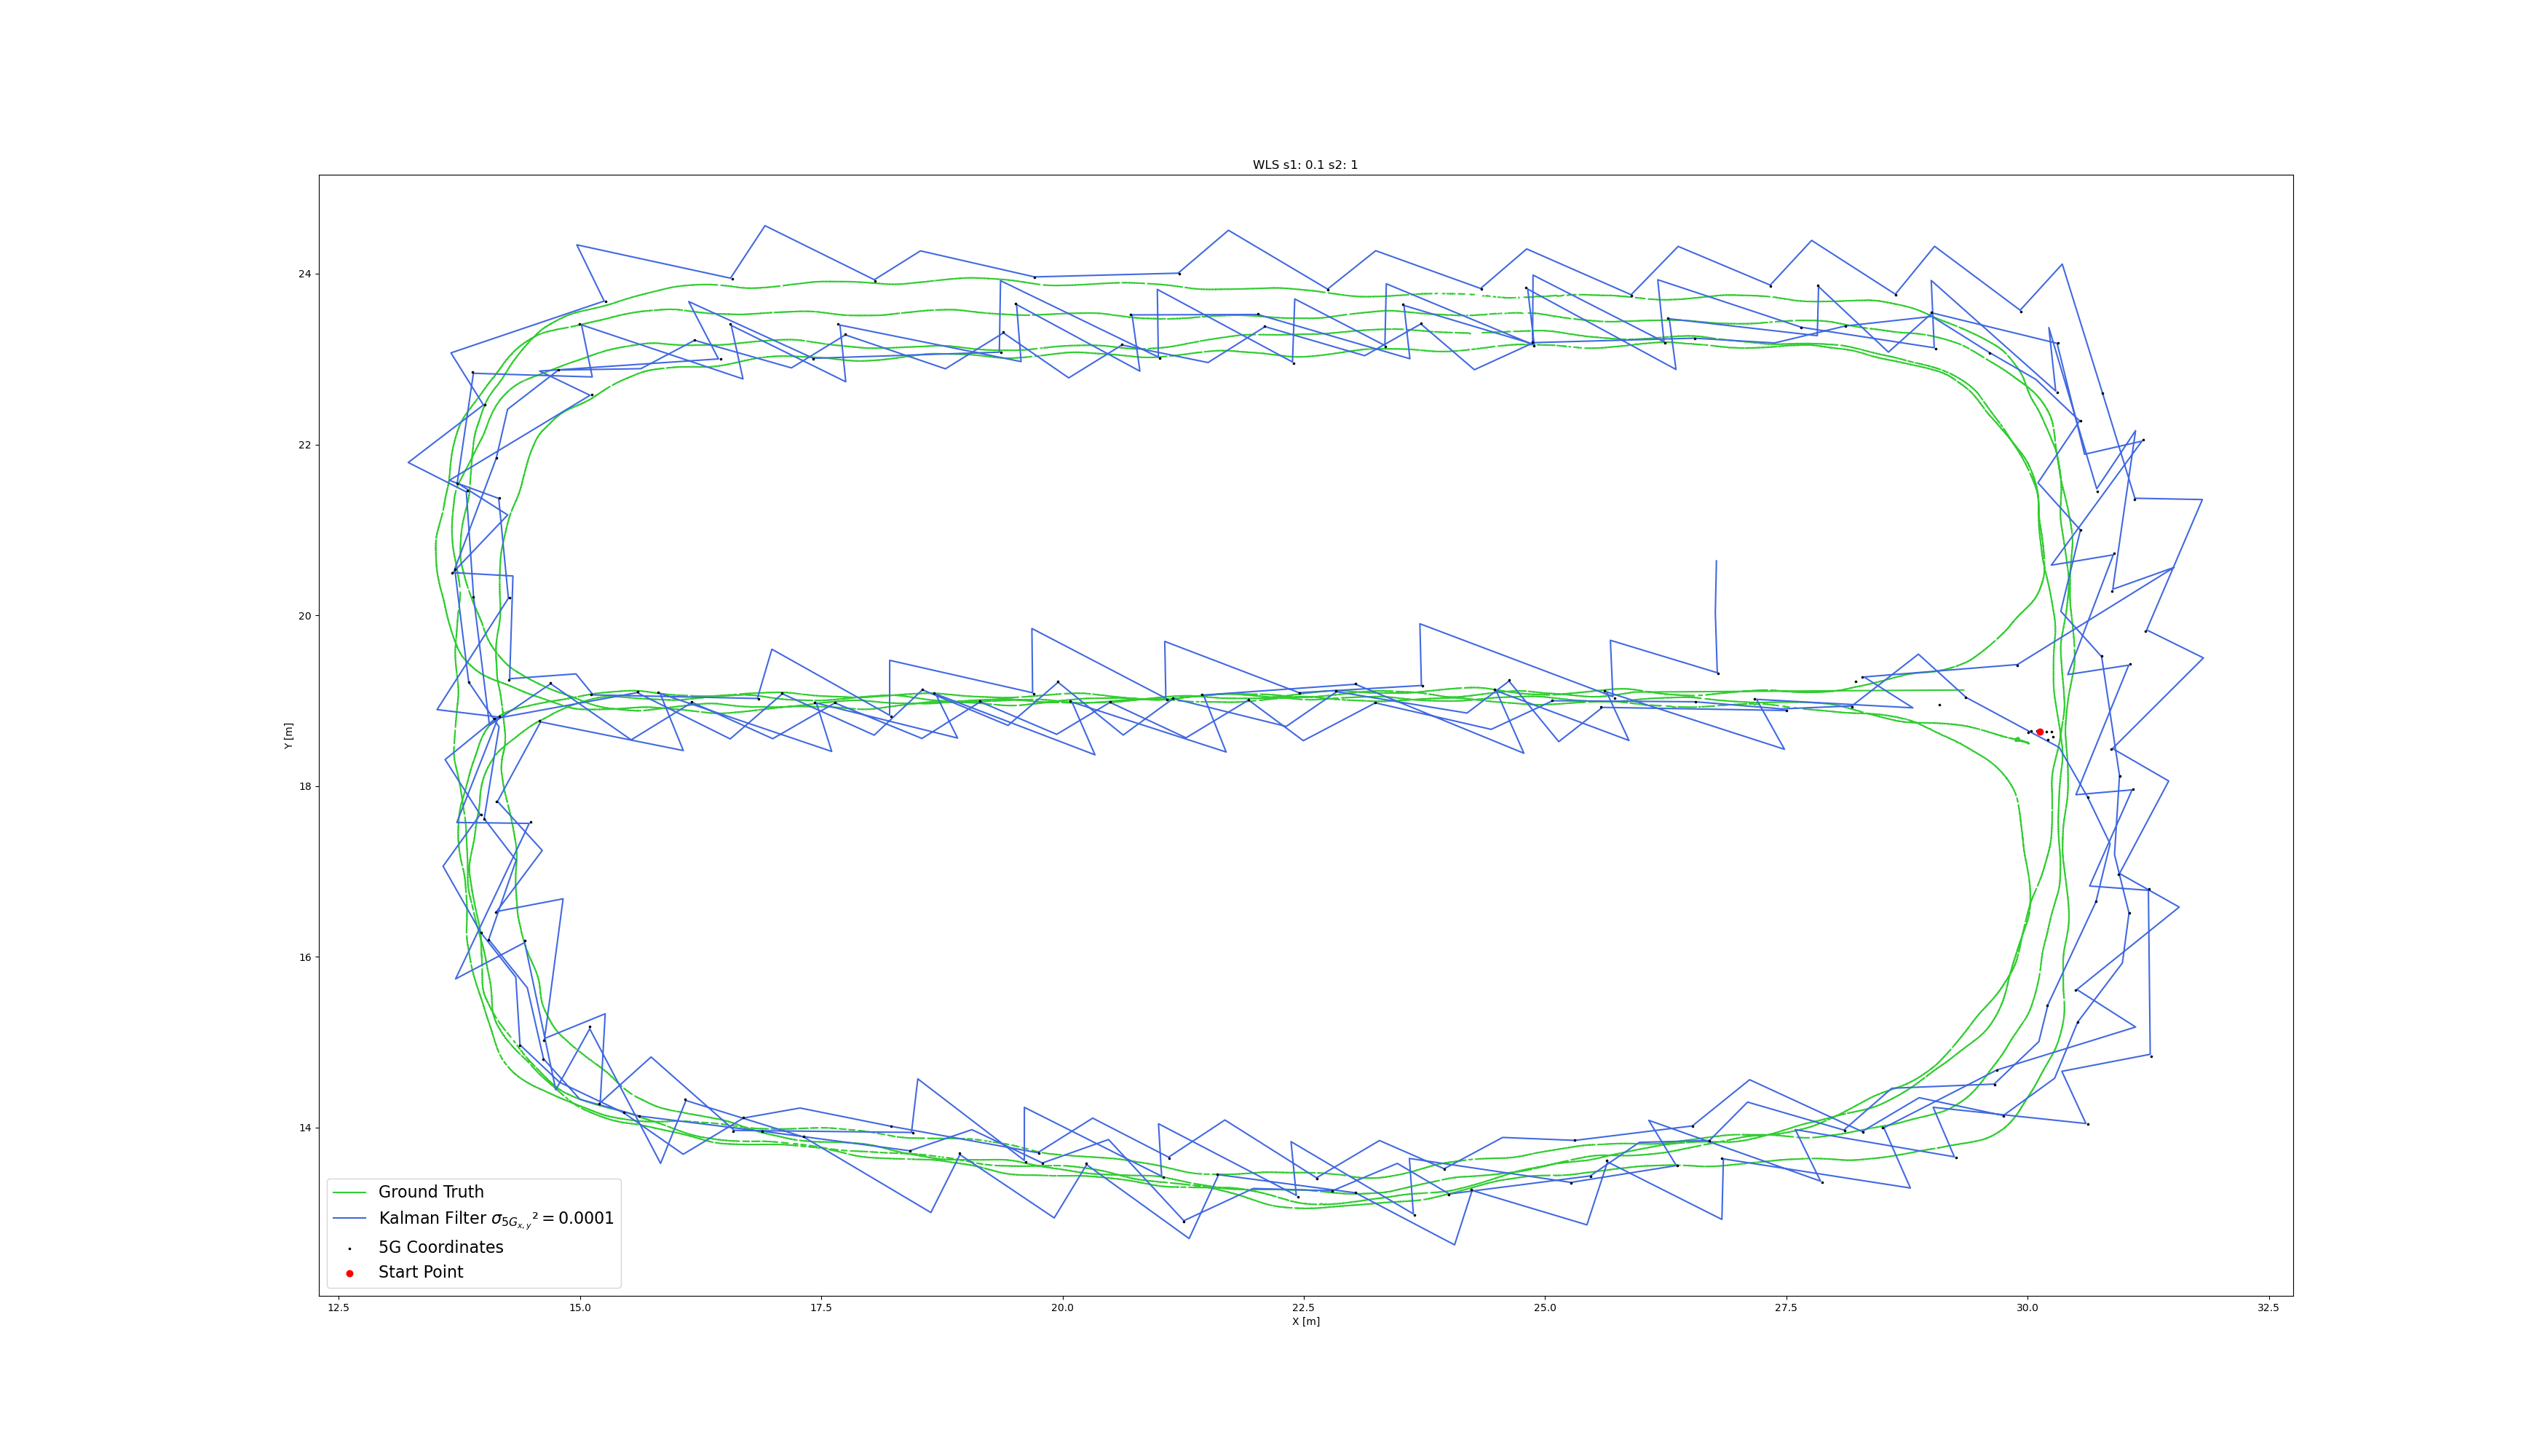 WLS s1: 0.1 s2: 1
24
22
20
18
16
14
Y [m]
Ground Truth
Kalman Filter σ5Gx,y² = 0.0001
5G Coordinates
Start Point
12.5 15.0 17.5 20.0 22.5 25.0 27.5 30.0 32.5
X [m]